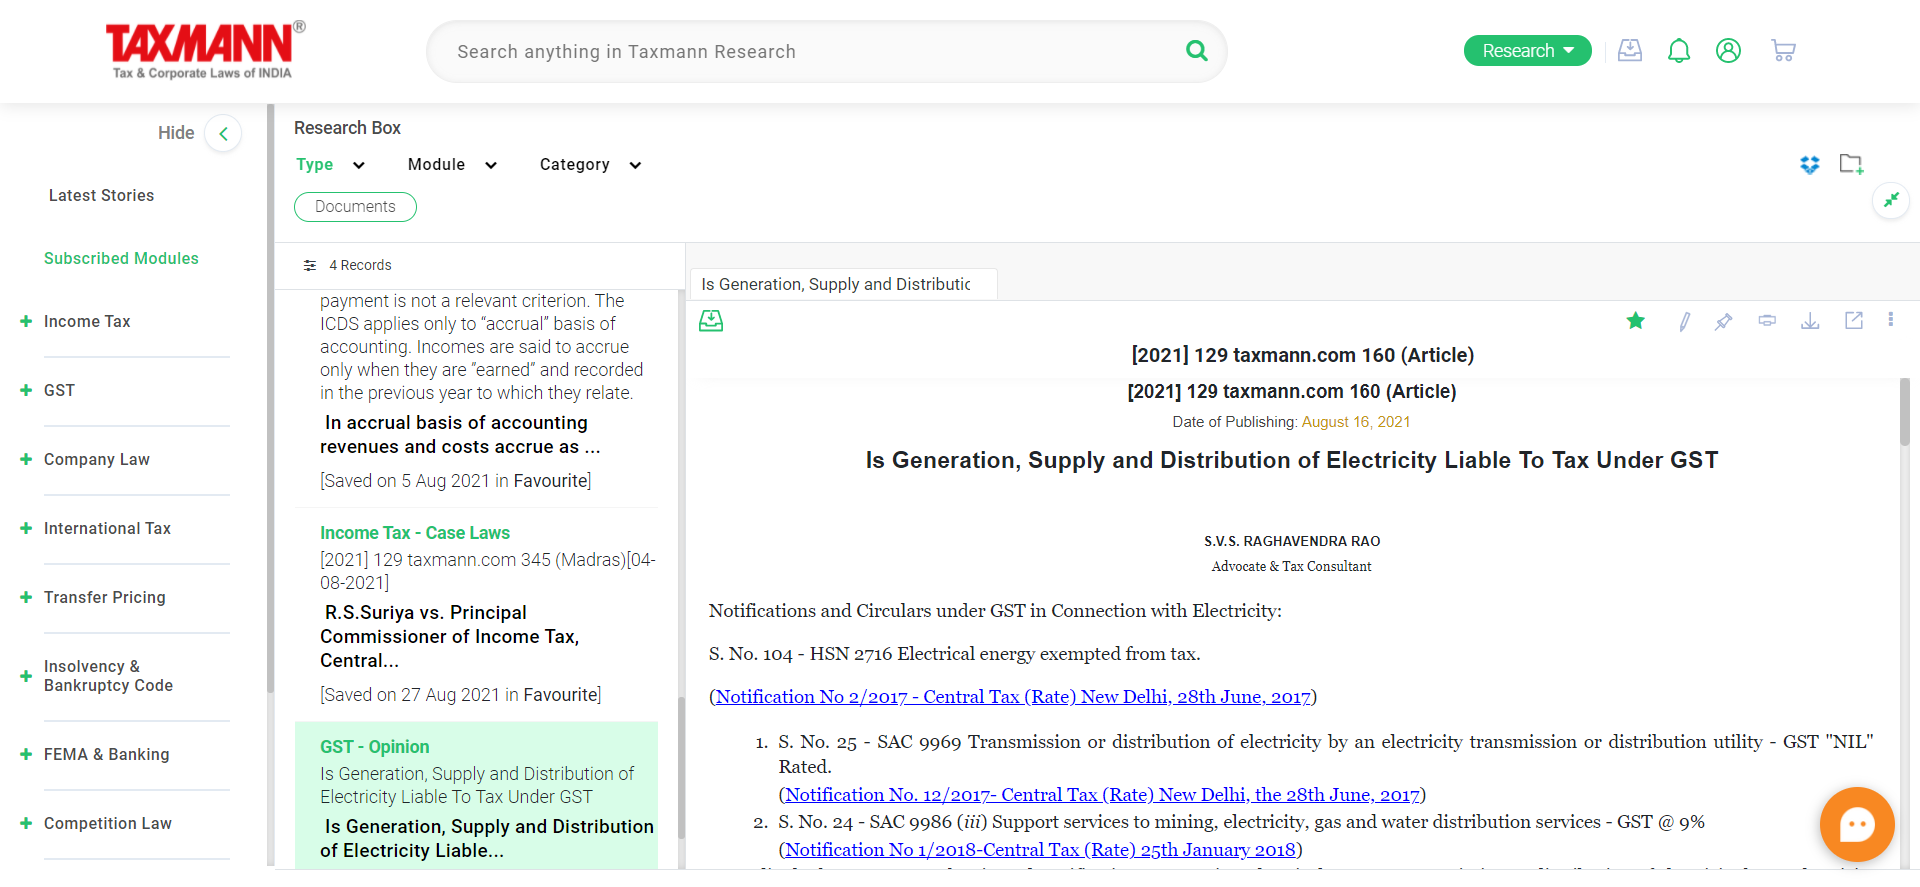 TAXMANN®
Tax & Corporate Laws of INDIA
Search anything in Taxmann Research
Research
Hide
Latest Stories
Subscribed Modules
Income Tax
GST
Company Law
International Tax
Transfer Pricing
Insolvency &
Bankruptcy Code
FEMA & Banking
Competition Law
Research Box
Type
Module
Category
Documents
4 Records
payment is not a relevant criterion. The
ICDS applies only to “accrual” basis of
accounting. Incomes are said to accrue
only when they are ”earned” and recorded
in the previous year to which they relate.
In accrual basis of accounting
revenues and costs accrue as ...
[Saved on 5 Aug 2021 in Favourite]
Income Tax - Case Laws
[2021] 129 taxmann.com 345 (Madras)[04-
08-2021]
R.S.Suriya vs. Principal
Commissioner of Income Tax,
Central...
[Saved on 27 Aug 2021 in Favourite]
GST - Opinion
Is Generation, Supply and Distribution of
Electricity Liable To Tax Under GST
Is Generation, Supply and Distribution
of Electricity Liable...
Is Generation, Supply and Distributic
[2021] 129 taxmann.com 160 (Article)
[2021] 129 taxmann.com 160 (Article)
Date of Publishing: August 16, 2021
Is Generation, Supply and Distribution of Electricity Liable To Tax Under GST
S.V.S. RAGHAVENDRA RAO
Advocate & Tax Consultant
Notifications and Circulars under GST in Connection with Electricity:
S. No. 104 - HSN 2716 Electrical energy exempted from tax.
(Notification No 2/2017 - Central Tax (Rate) New Delhi, 28th June, 2017)
1. S. No. 25 - SAC 9969 Transmission or distribution of electricity by an electricity transmission or distribution utility - GST "NIL"
Rated.
(Notification No. 12/2017- Central Tax (Rate) New Delhi, the 28th June, 2017)
2. S. No. 24 - SAC 9986 (iii) Support services to mining, electricity, gas and water distribution services - GST @ 9%
(Notification No 1/2018-Central Tax (Rate) 25th January 2018)